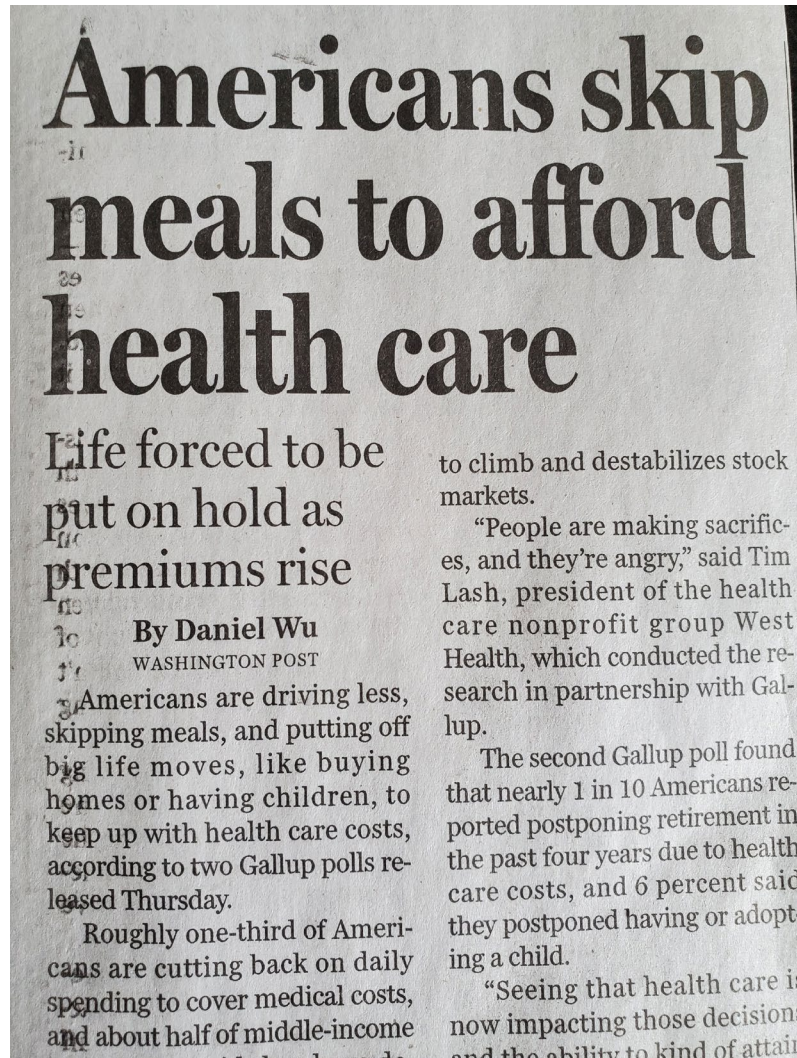 Americans skip
meals to afford
health care
Life forced to be
put on hold as
premiums rise
By Daniel Wu
WASHINGTON POST
Americans are driving less,
skipping meals, and putting off
big life moves, like buying
homes or having children, to
keep up with health care costs,
according to two Gallup polls re-
leased Thursday.
Roughly one-third of Ameri-
cans are cutting back on daily
spending to cover medical costs,
and about half of middle-income
to climb and destabilizes stock
markets.
“People are making sacrific-
es, and they’re angry,” said Tim
Lash, president of the health
care nonprofit group West
Health, which conducted the re-
search in partnership with Gal-
lup.
The second Gallup poll found
that nearly 1 in 10 Americans re-
ported postponing retirement in
the past four years due to health
care costs, and 6 percent said
they postponed having or adopt-
ing a child.
“Seeing that health care is
now impacting those decisions
and the ability to kind of attain